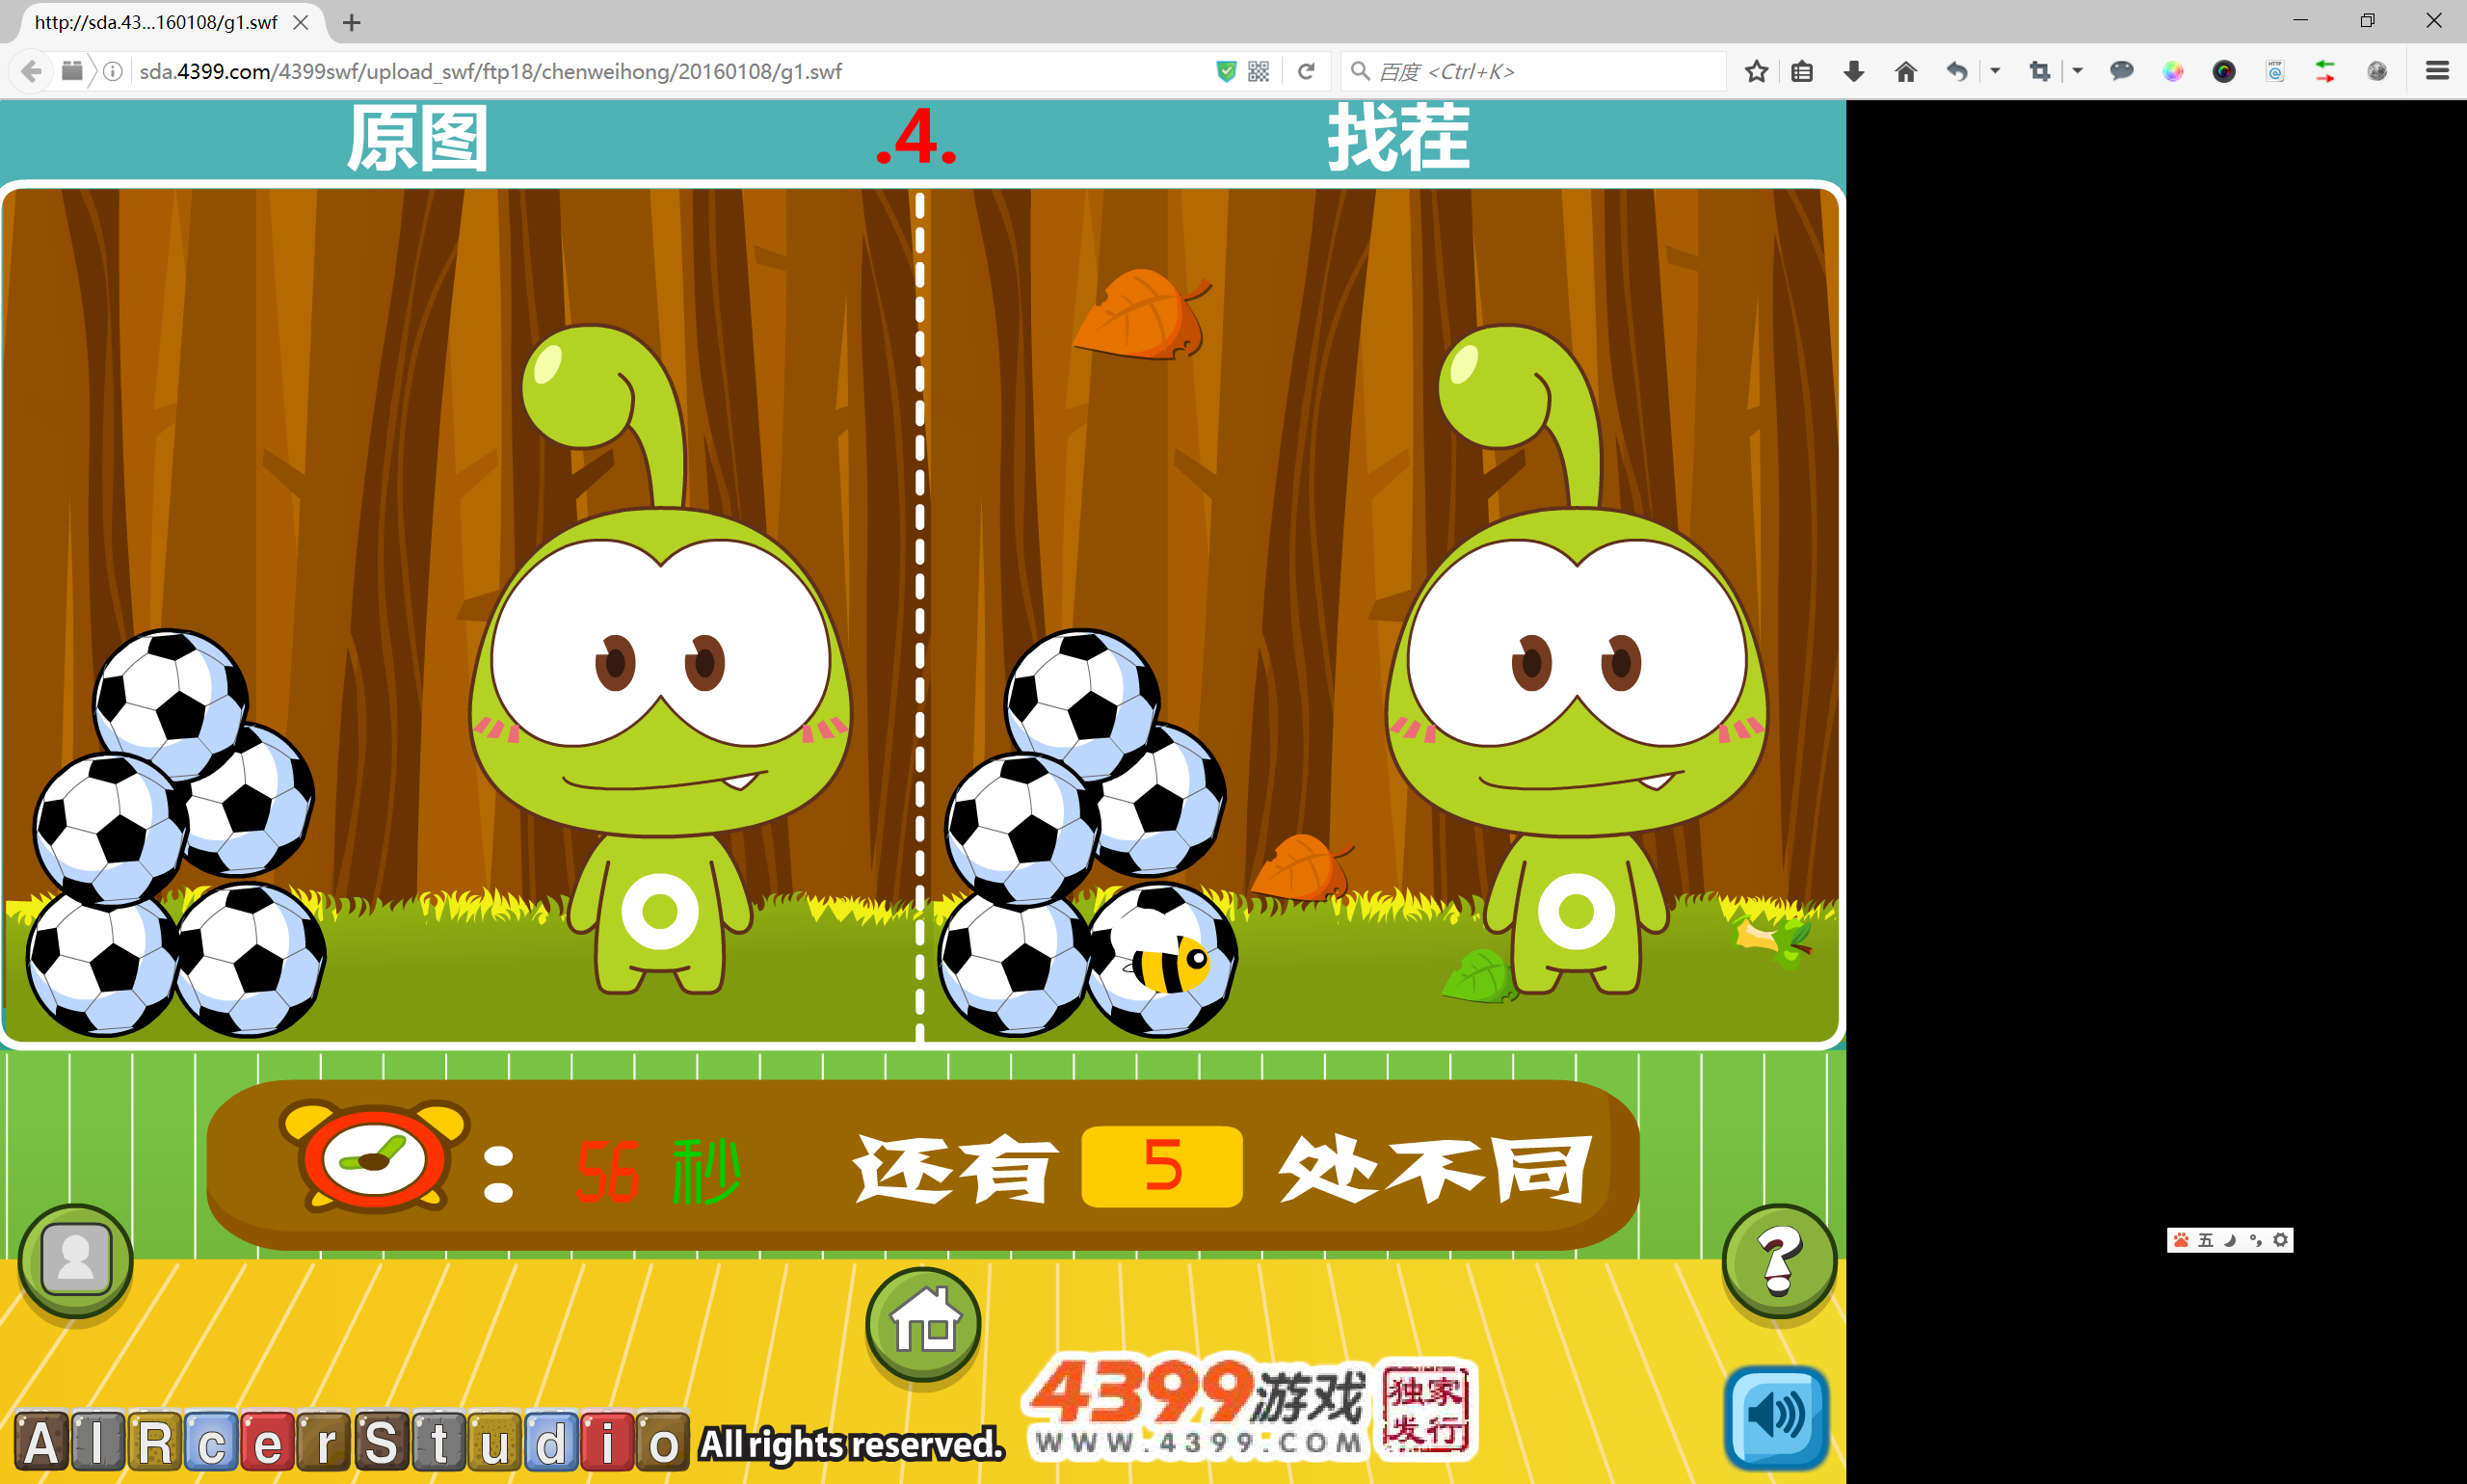 http://sda.43...160108/g1.swf
sda.4399.com/4399swf/upload_swf/ftp18/chenweihong/20160108/g1.swf
百度 <Ctrl+K>
原图
.4.
找茬
: 56 秒 还有 5 处不同
?
AIRcerStudio
All rights reserved.
4399游戏
WWW.4399.COM
独家
发行
五